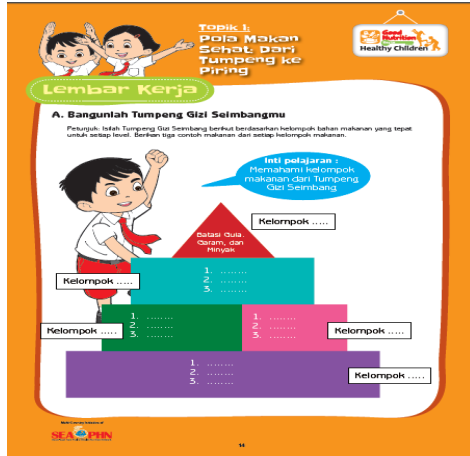 Topik 1:
Pola Makan
Sehat: Dari
Tumpeng ke
Piring
Good
Nutrition
Healthy Children
Lembar Kerja
A. Bangunlah Tumpeng Gizi Seimbangmu
Petunjuk: Isilah Tumpeng Gizi Seimbang berikut berdasarkan kelompok bahan makanan yang tepat
untuk setiap level. Berikan tiga contoh makanan dari setiap kelompok makanan.
Inti pelajaran :
Memahami kelompok
makanan dari Tumpeng
Gizi Seimbang
Kelompok .....
Batasi Gula,
Garam, dan
Minyak
Kelompok .....
1. ........
2. ........
3. ........
Kelompok .....
1. ........
2. ........
3. ........
1. ........
2. ........
3. ........
Kelompok .....
1. ........
2. ........
3. ........
Kelompok .....
SEA PHN
14